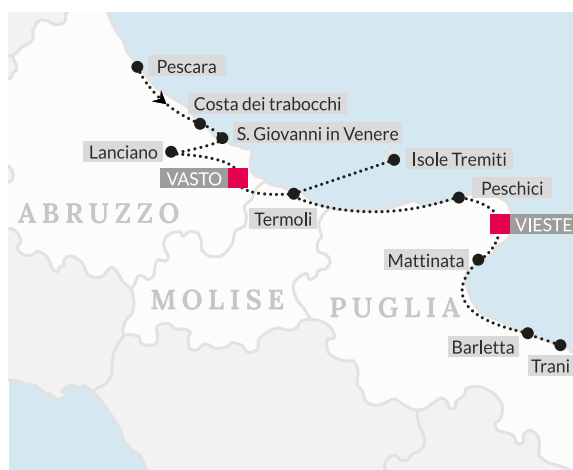 Pescara
Costa dei trabocchi
S. Giovanni in Venere
Lanciano
Isole Tremiti
VASTO
Peschici
ABRUZZO
Termoli
VIESTE
Mattinata
MOLISE
PUGLIA
Barletta
Trani